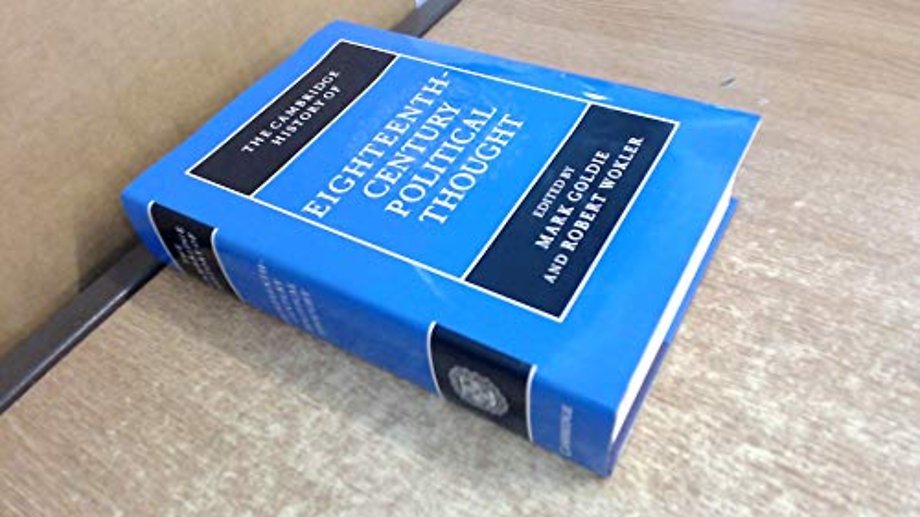 THE CAMBRIDGE
HISTORY OF
EIGHTEENTH-
CENTURY
POLITICAL
THOUGHT
EDITED BY
MARK GOLDIE
AND ROBERT WOKLER
CAMBRIDGE